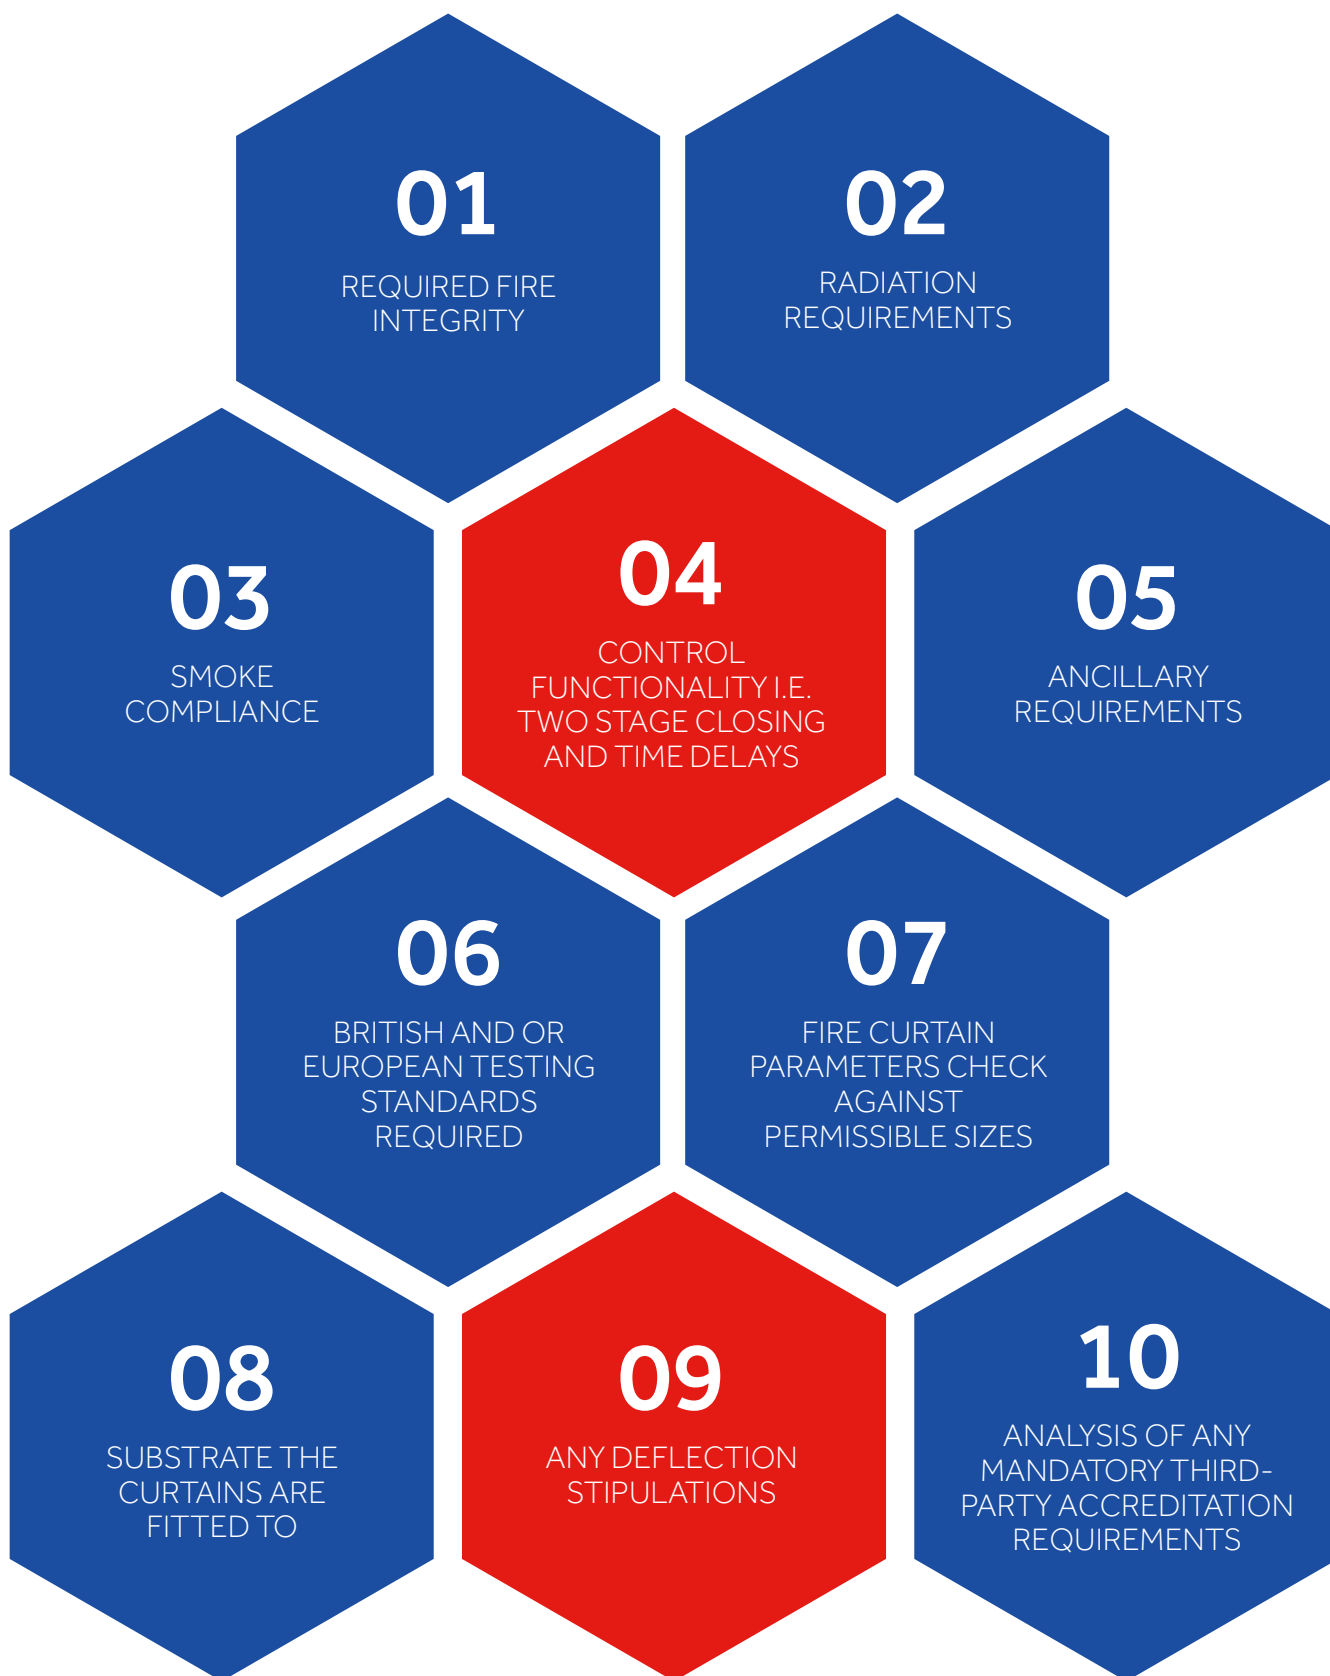 01
REQUIRED FIRE
INTEGRITY
02
RADIATION
REQUIREMENTS
03
SMOKE
COMPLIANCE
04
CONTROL
FUNCTIONALITY I.E.
TWO STAGE CLOSING
AND TIME DELAYS
05
ANCILLARY
REQUIREMENTS
06
BRITISH AND OR
EUROPEAN TESTING
STANDARDS
REQUIRED
07
FIRE CURTAIN
PARAMETERS CHECK
AGAINST
PERMISSIBLE SIZES
08
SUBSTRATE THE
CURTAINS ARE
FITTED TO
09
ANY DEFLECTION
STIPULATIONS
10
ANALYSIS OF ANY
MANDATORY THIRD-
PARTY ACCREDITATION
REQUIREMENTS